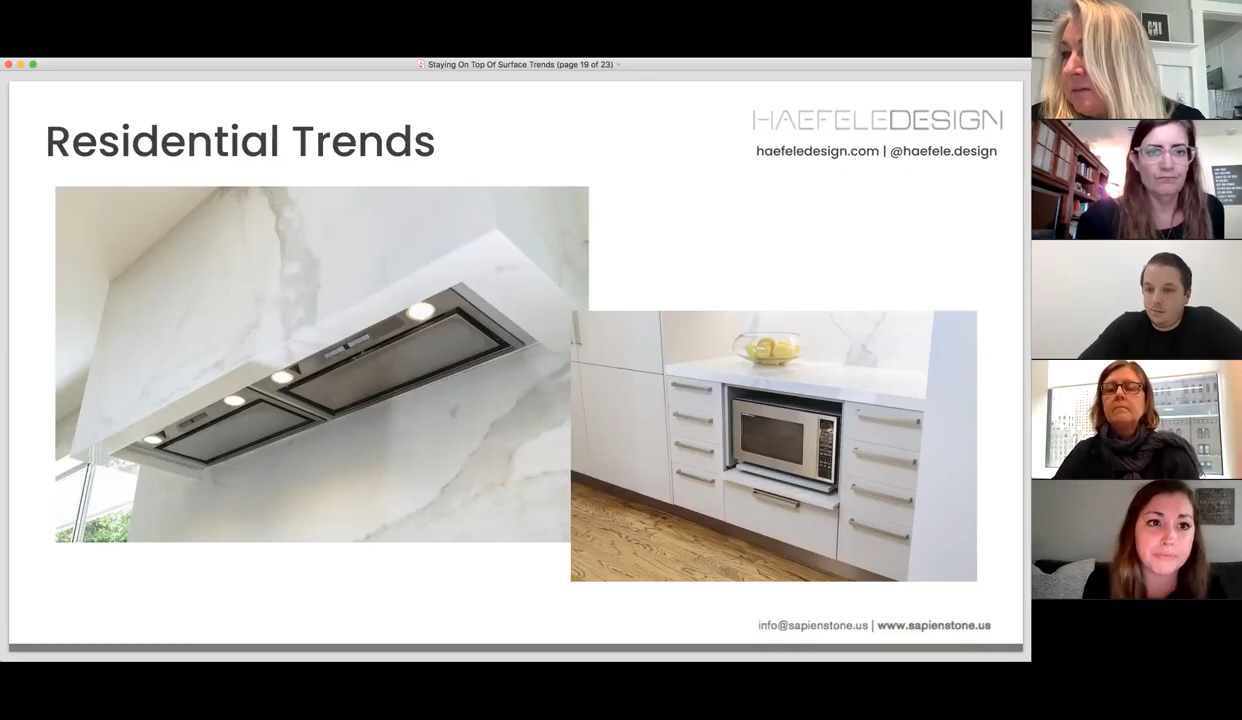 Staying On Top Of Surface Trends (page 19 of 23)
Residential Trends
HAEFELEDESIGN
haefeledesign.com | @haefele.design
info@sapienstone.us | www.sapienstone.us